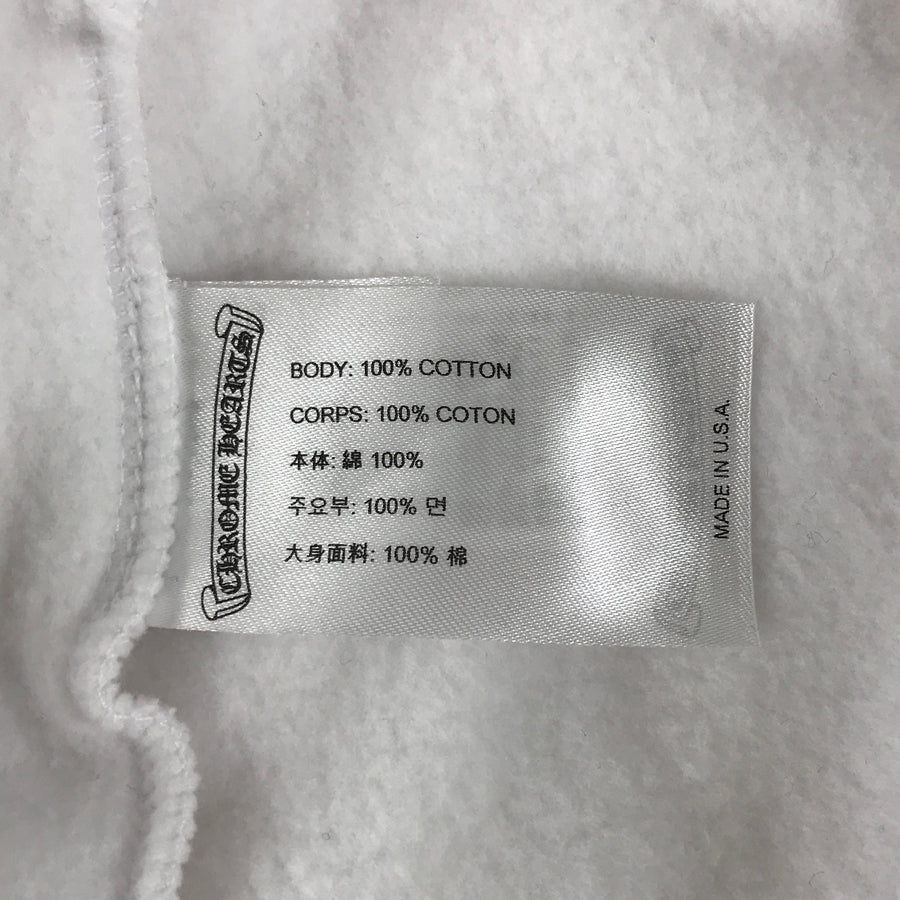 CHROME HEARTS
BODY: 100% COTTON
CORPS: 100% COTON
本体: 綿 100%
주요부: 100% 면
大身面料: 100% 棉
MADE IN U.S.A.